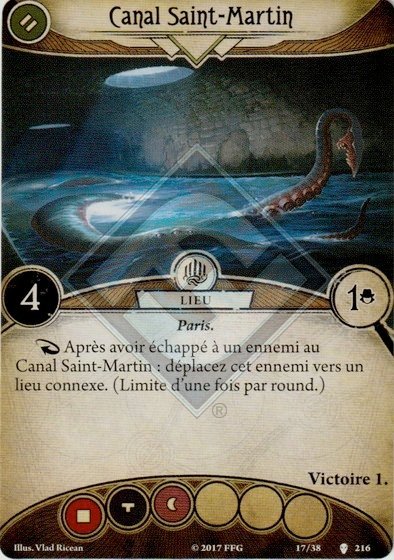 Canal Saint-Martin
4
LIEU
1
Paris.
Après avoir échappé à un ennemi au
Canal Saint-Martin : déplacez cet ennemi vers un
lieu connexe. (Limite d'une fois par round.)
®
Victoire 1.
Illus. Vlad Ricean
© 2017 FFG
17/38
216